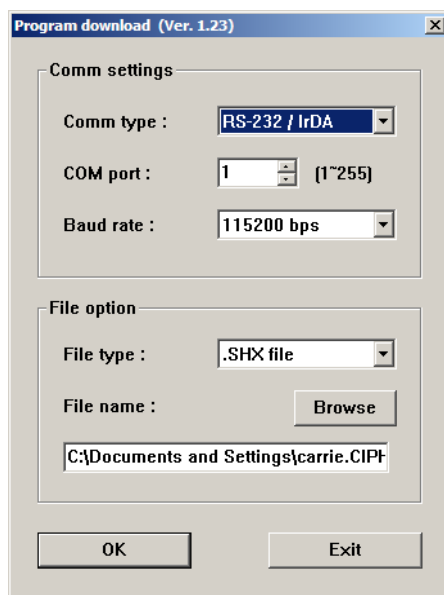 Program download (Ver. 1.23)
Comm settings
Comm type : RS-232 / IrDA
COM port : 1 (1~255)
Baud rate : 115200 bps
File option
File type : .SHX file
File name : Browse
C:\Documents and Settings\carrie.CIPH
OK Exit